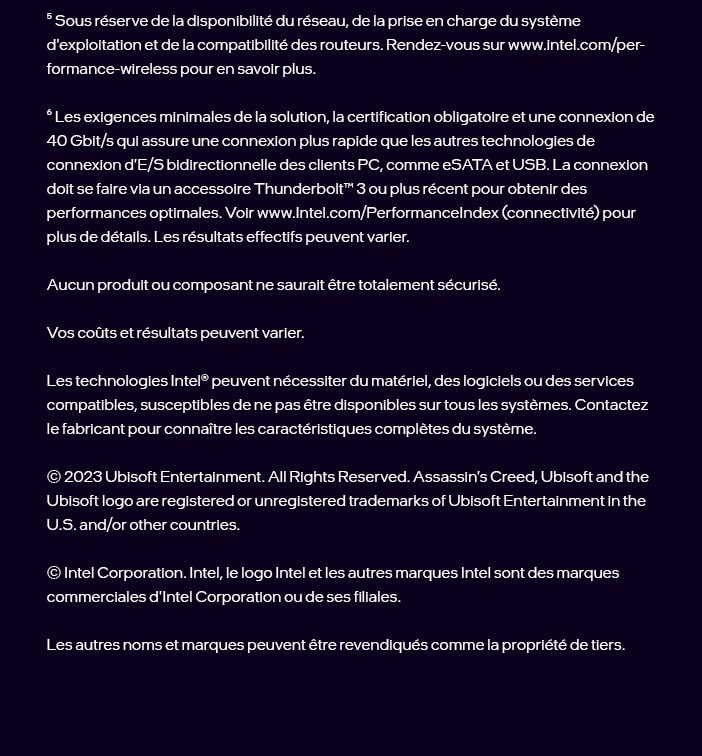 ⁵ Sous réserve de la disponibilité du réseau, de la prise en charge du système
d'exploitation et de la compatibilité des routeurs. Rendez-vous sur www.intel.com/per-
formance-wireless pour en savoir plus.
⁶ Les exigences minimales de la solution, la certification obligatoire et une connexion de
40 Gbit/s qui assure une connexion plus rapide que les autres technologies de
connexion d'E/S bidirectionnelle des clients PC, comme eSATA et USB. La connexion
doit se faire via un accessoire Thunderbolt™ 3 ou plus récent pour obtenir des
performances optimales. Voir www.Intel.com/PerformanceIndex (connectivité) pour
plus de détails. Les résultats effectifs peuvent varier.
Aucun produit ou composant ne saurait être totalement sécurisé.
Vos coûts et résultats peuvent varier.
Les technologies Intel® peuvent nécessiter du matériel, des logiciels ou des services
compatibles, susceptibles de ne pas être disponibles sur tous les systèmes. Contactez
le fabricant pour connaître les caractéristiques complètes du système.
© 2023 Ubisoft Entertainment. All Rights Reserved. Assassin's Creed, Ubisoft and the
Ubisoft logo are registered or unregistered trademarks of Ubisoft Entertainment in the
U.S. and/or other countries.
© Intel Corporation. Intel, le logo Intel et les autres marques Intel sont des marques
commerciales d'Intel Corporation ou de ses filiales.
Les autres noms et marques peuvent être revendiqués comme la propriété de tiers.